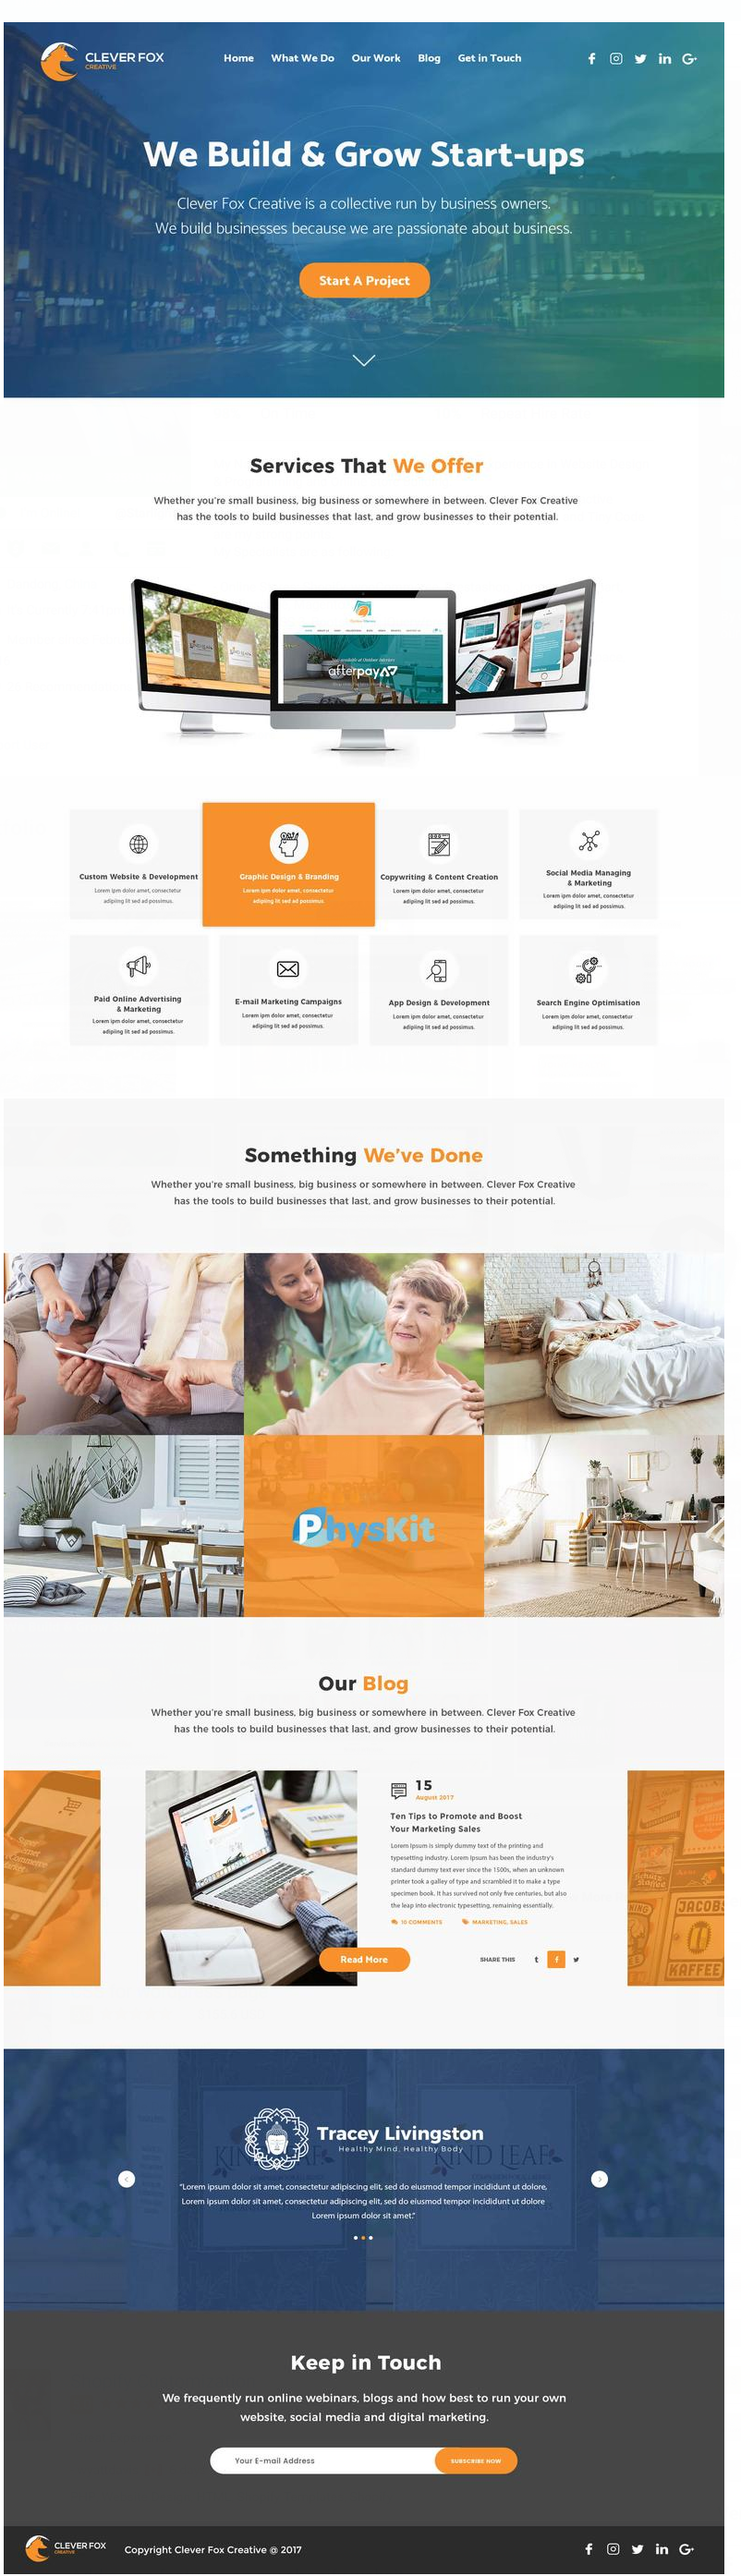 CLEVER FOX
CREATIVE
Home What We Do Our Work Blog Get in Touch
We Build & Grow Start-ups
Clever Fox Creative is a collective run by business owners.
We build businesses because we are passionate about business.
Start A Project
Services That We Offer
Whether you're small business, big business or somewhere in between. Clever Fox Creative
has the tools to build businesses that last, and grow businesses to their potential.
afterpay
Custom Website & Development
Lorem ipm dolor amet, consectetur
adipiing lit sed ad possimus.
Graphic Design & Branding
Lorem ipm dolor amet, consectetur
adipiing lit sed ad possimus.
Copywriting & Content Creation
Lorem ipm dolor amet, consectetur
adipiing lit sed ad possimus.
Social Media Managing
& Marketing
Lorem ipm dolor amet, consectetur
adipiing lit sed ad possimus.
Paid Online Advertising
& Marketing
Lorem ipm dolor amet, consectetur
adipiing lit sed ad possimus.
E-mail Marketing Campaigns
Lorem ipm dolor amet, consectetur
adipiing lit sed ad possimus.
App Design & Development
Lorem ipm dolor amet, consectetur
adipiing lit sed ad possimus.
Search Engine Optimisation
Lorem ipm dolor amet, consectetur
adipiing lit sed ad possimus.
Something We've Done
Whether you're small business, big business or somewhere in between. Clever Fox Creative
has the tools to build businesses that last, and grow businesses to their potential.
PhysKit
Our Blog
Whether you're small business, big business or somewhere in between. Clever Fox Creative
has the tools to build businesses that last, and grow businesses to their potential.
STARTUP
15
August 2017
Ten Tips to Promote and Boost
Your Marketing Sales
Lorem Ipsum is simply dummy text of the printing and
typesetting industry. Lorem Ipsum has been the industry's
standard dummy text ever since the 1500s, when an unknown
printer took a galley of type and scrambled it to make a type
specimen book. It has survived not only five centuries, but also
the leap into electronic typesetting, remaining essentially.
10 COMMENTS MARKETING, SALES
Read More
SHARE THIS
JACOBS
KAFFEE
KIND LEAF
Tracey Livingston
Healthy Mind, Healthy Body
"Lorem ipsum dolor sit amet, consectetur adipiscing elit, sed do eiusmod tempor incididunt ut dolore,
Lorem ipsum dolor sit amet, consectetur adipiscing elit, sed do eiusmod tempor incididunt ut dolore
Lorem ipsum dolor sit amet."
Keep in Touch
We frequently run online webinars, blogs and how best to run your own
website, social media and digital marketing.
Your E-mail Address
SUBSCRIBE NOW
CLEVER FOX
CREATIVE
Copyright Clever Fox Creative @ 2017